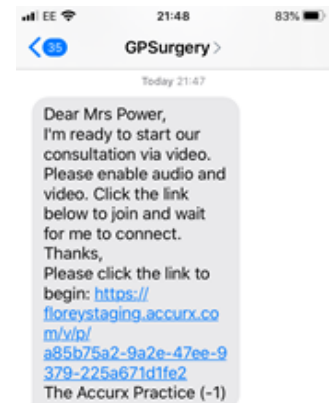 EE 21:48 83%
35 GPSurgery >
Today 21:47
Dear Mrs Power,
I'm ready to start our
consultation via video.
Please enable audio and
video. Click the link
below to join and wait
for me to connect.
Thanks,
Please click the link to
begin: https://
floreystaging.accurx.co
m/v/p/
a85b75a2-9a2e-47ee-9
379-225a671d1fe2
The Accurx Practice (-1)